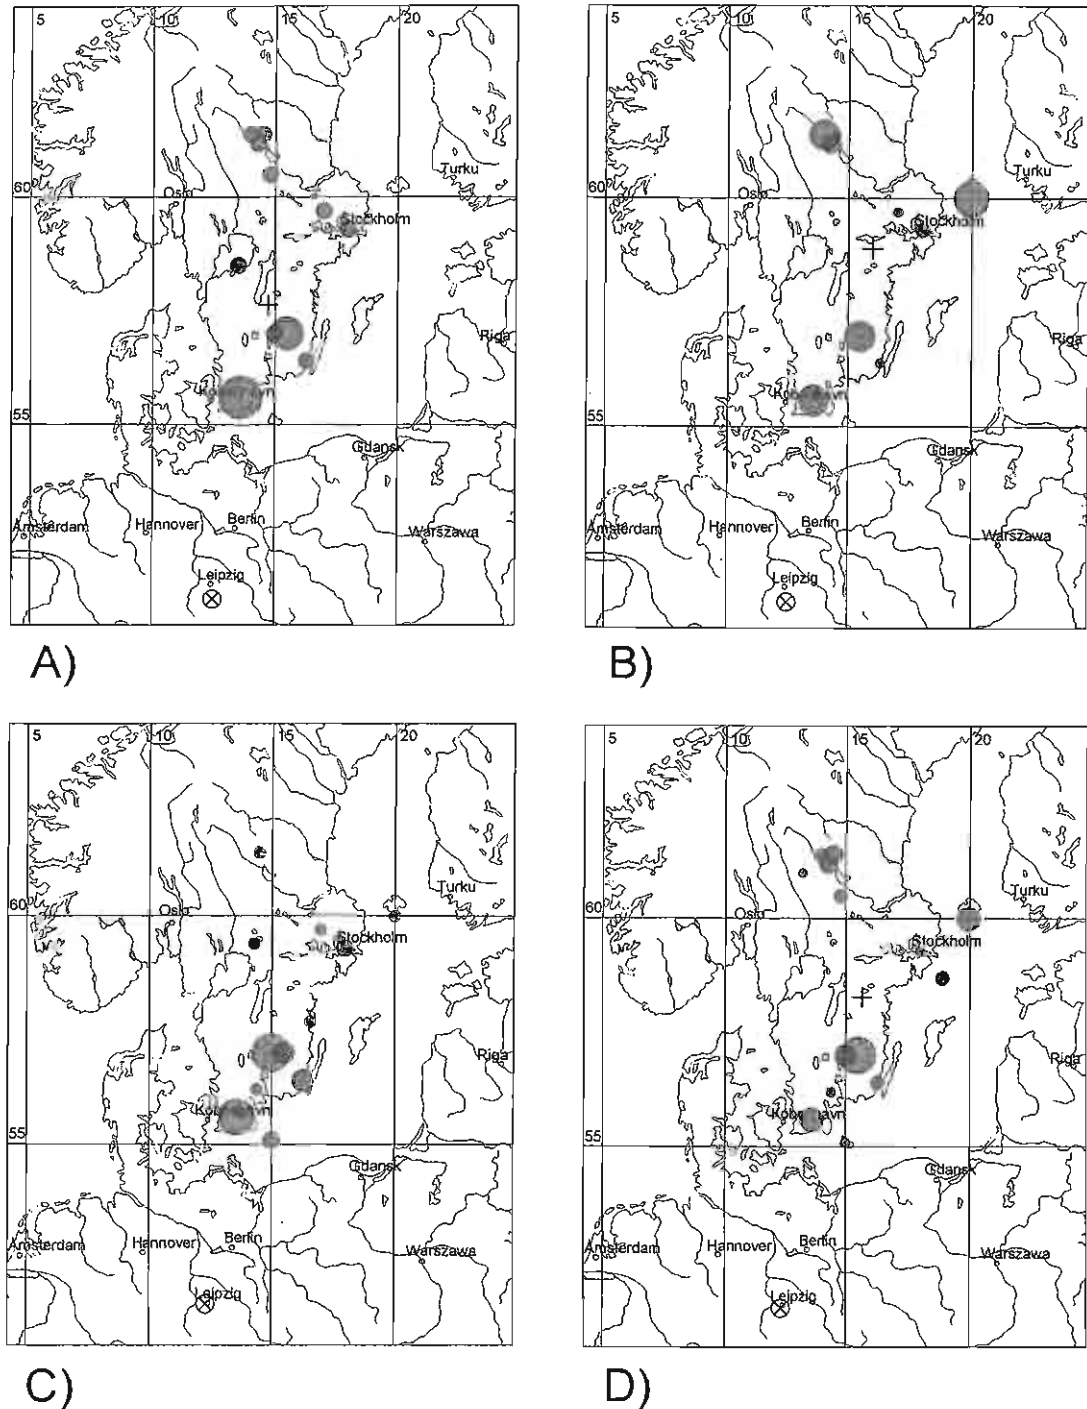 5 10 15 20
60
Oslo
Turku
Stockholm
Riga
55
Gdansk
Amsterdam Hannover Berlin
Warszawa
Leipzig
A)
5 10 15 20
60
Oslo
Turku
Stockholm
Riga
55
Gdansk
Amsterdam Hannover Berlin
Warszawa
Leipzig
B)
5 10 15 20
60
Oslo
Turku
Stockholm
Riga
55
Gdansk
Amsterdam Hannover Berlin
Warszawa
Leipzig
C)
5 10 15 20
60
Oslo
Turku
Stockholm
Riga
55
Gdansk
Amsterdam Hannover Berlin
Warszawa
Leipzig
D)